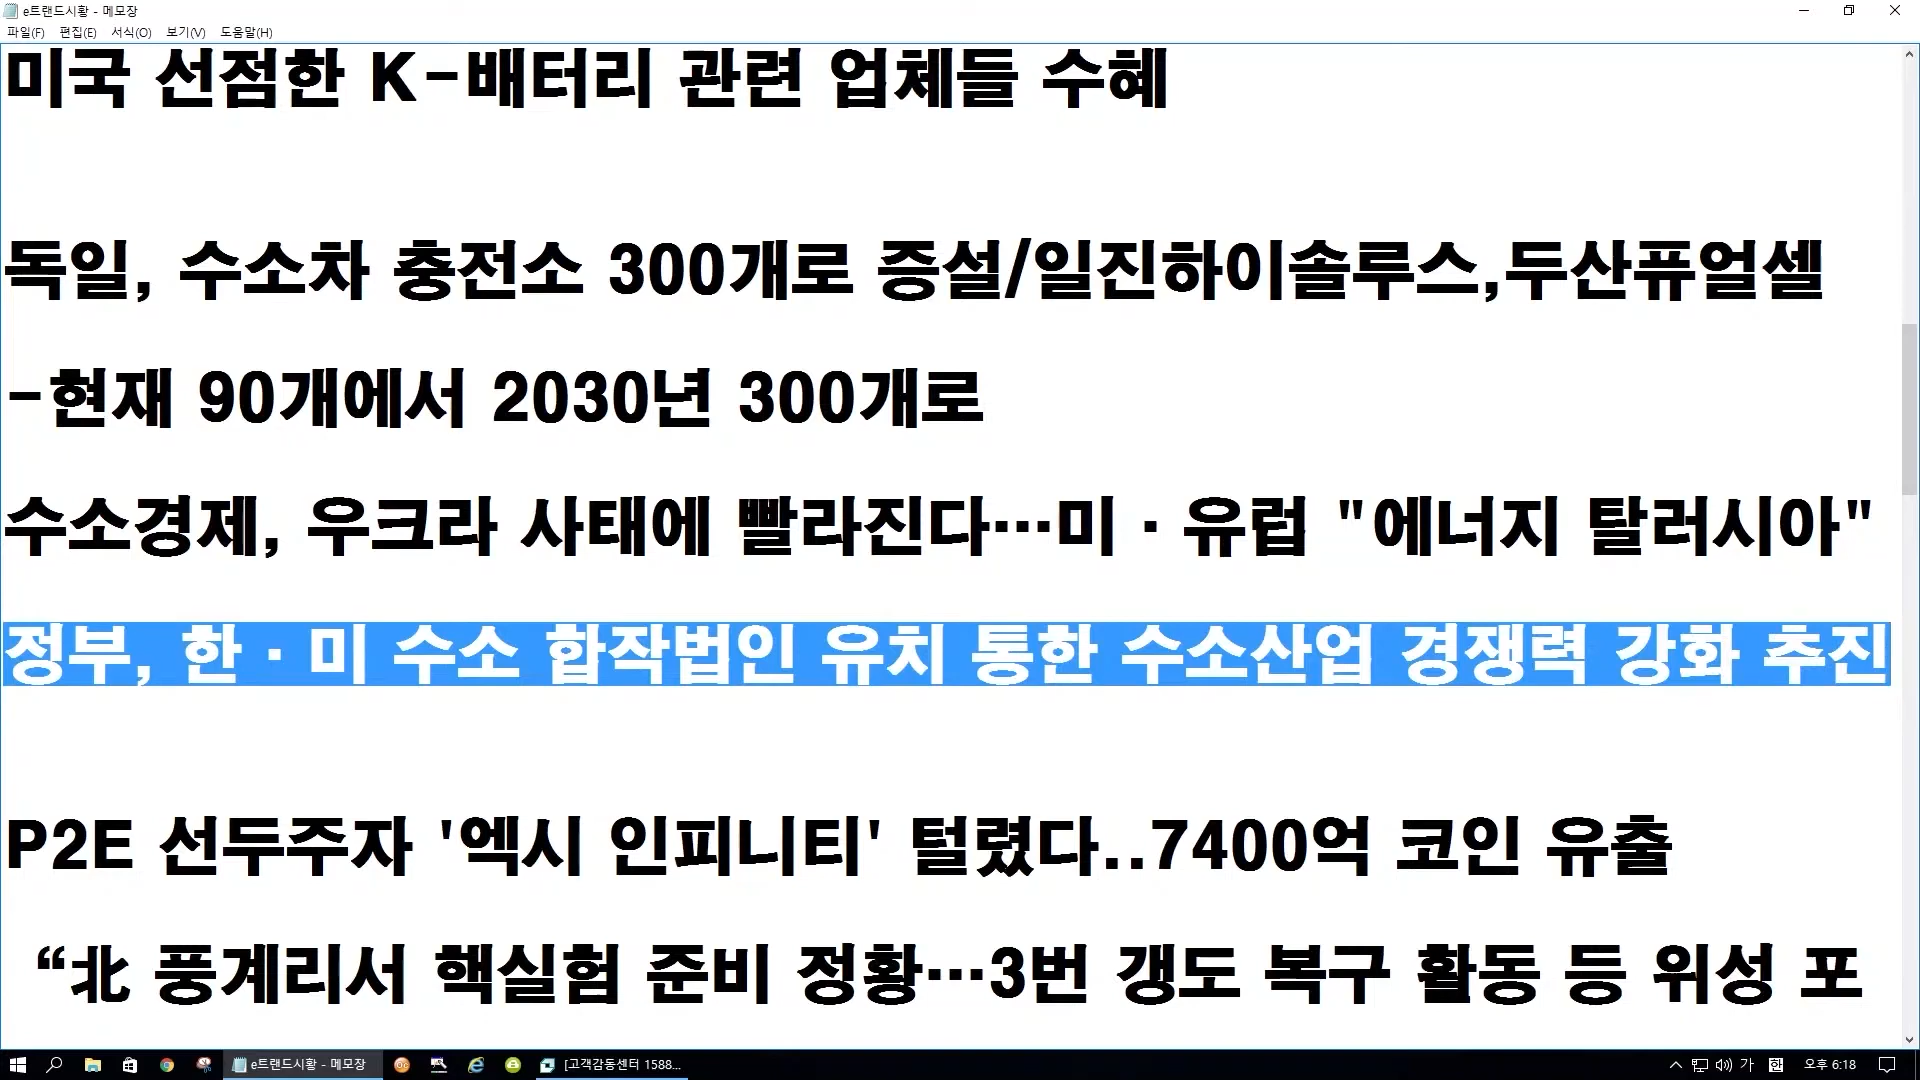 e트랜드시황 - 메모장
파일(F) 편집(E) 서식(O) 보기(V) 도움말(H)
미국 선점한 K-배터리 관련 업체들 수혜
독일, 수소차 충전소 300개로 증설/일진하이솔루스,두산퓨얼셀
-현재 90개에서 2030년 300개로
수소경제, 우크라 사태에 빨라진다…미·유럽 "에너지 탈러시아"
정부, 한·미 수소 합작법인 유치 통한 수소산업 경쟁력 강화 추진
P2E 선두주자 '엑시 인피니티' 털렸다..7400억 코인 유출
“北 풍계리서 핵실험 준비 정황…3번 갱도 복구 활동 등 위성 포
e트랜드시황 - 메모장 [고객감동센터 1588... 가 한 오후 6:18